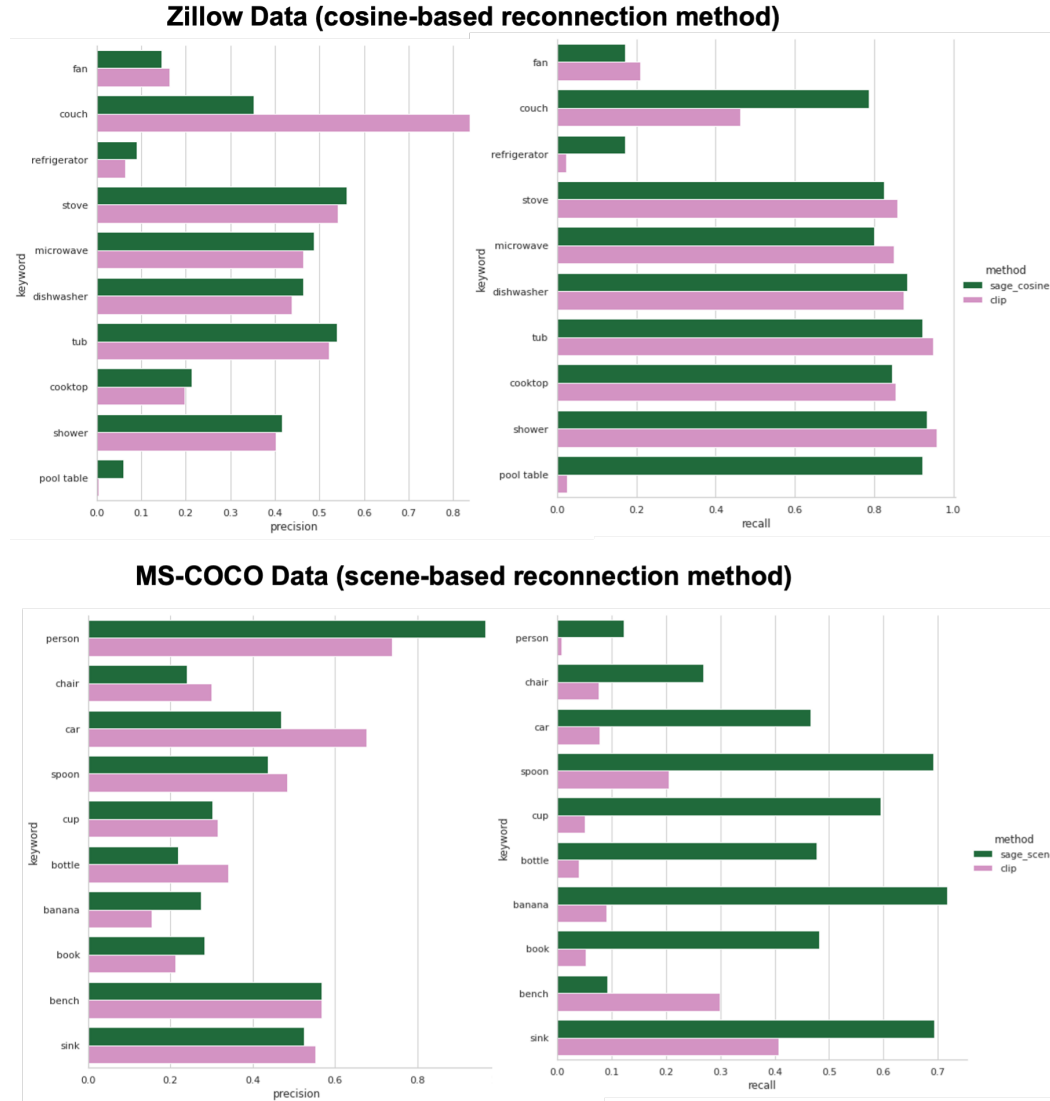 Zillow Data (cosine-based reconnection method)
fan
couch
refrigerator
stove
microwave
dishwasher
tub
cooktop
shower
pool table
keyword
0.0 0.1 0.2 0.3 0.4 0.5 0.6 0.7 0.8
precision
fan
couch
refrigerator
stove
microwave
dishwasher
tub
cooktop
shower
pool table
keyword
0.0 0.2 0.4 0.6 0.8 1.0
recall
method
sage_cosine
clip
MS-COCO Data (scene-based reconnection method)
person
chair
car
spoon
cup
bottle
banana
book
bench
sink
keyword
0.0 0.2 0.4 0.6 0.8
precision
person
chair
car
spoon
cup
bottle
banana
book
bench
sink
keyword
0.0 0.1 0.2 0.3 0.4 0.5 0.6 0.7
recall
method
sage_scen
clip